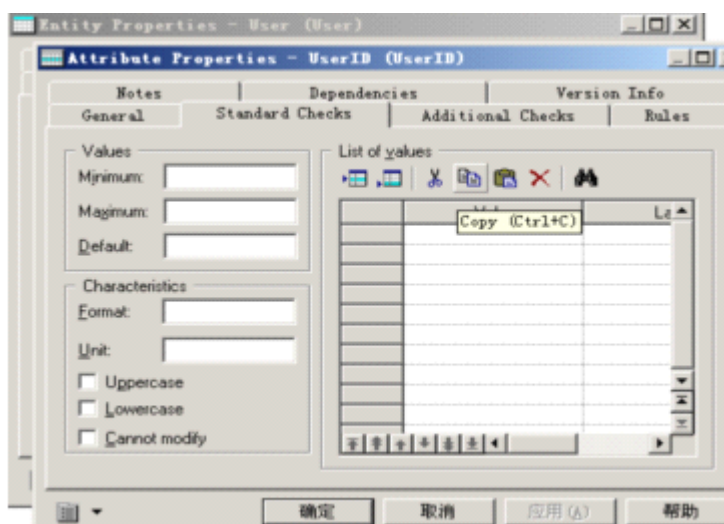 Entity Properties - User (User)
Attribute Properties - UserID (UserID)
Notes Dependencies Version Info
General Standard Checks Additional Checks Rules
Values
Minimum:
Maximum:
Default:
Characteristics
Format:
Unit:
Uppercase
Lowercase
Cannot modify
List of values
La
Copy (Ctrl+C)
确定 取消 应用(A) 帮助